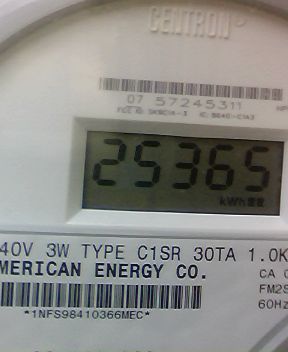 CENTRON
07 57245311
25365
kWh
40V 3W TYPE C1SR 30TA 1.0K
MERICAN ENERGY CO.
CA
FM2S
60Hz
*1NFS98410366MEC*